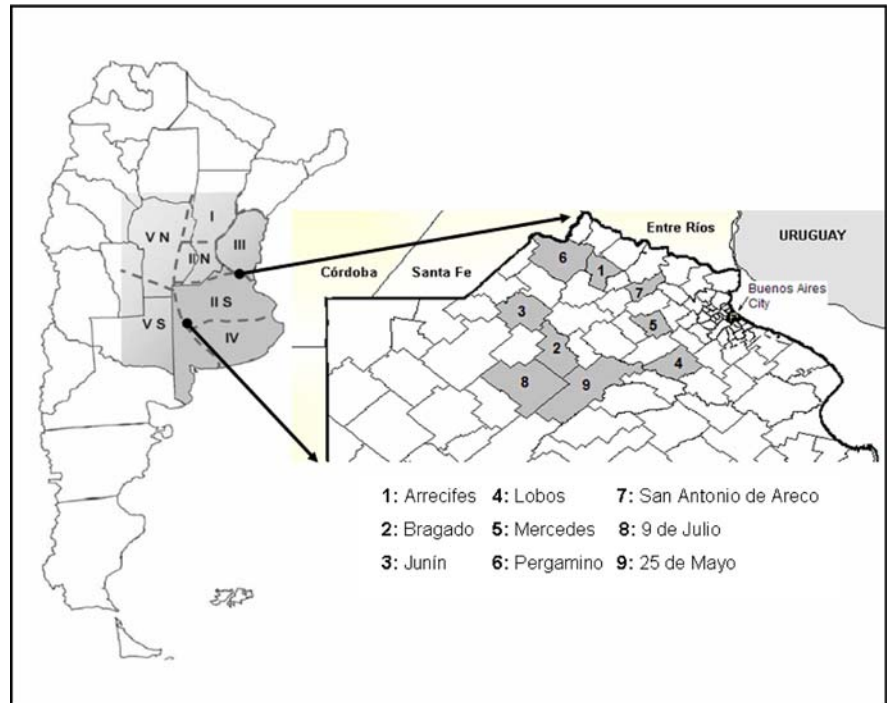 I
V N
III
II N
II S
V S
IV
Córdoba
Santa Fe
Entre Ríos
URUGUAY
Buenos Aires
City
6
1
7
3
5
2
4
8
9
1: Arrecifes 4: Lobos 7: San Antonio de Areco
2: Bragado 5: Mercedes 8: 9 de Julio
3: Junín 6: Pergamino 9: 25 de Mayo